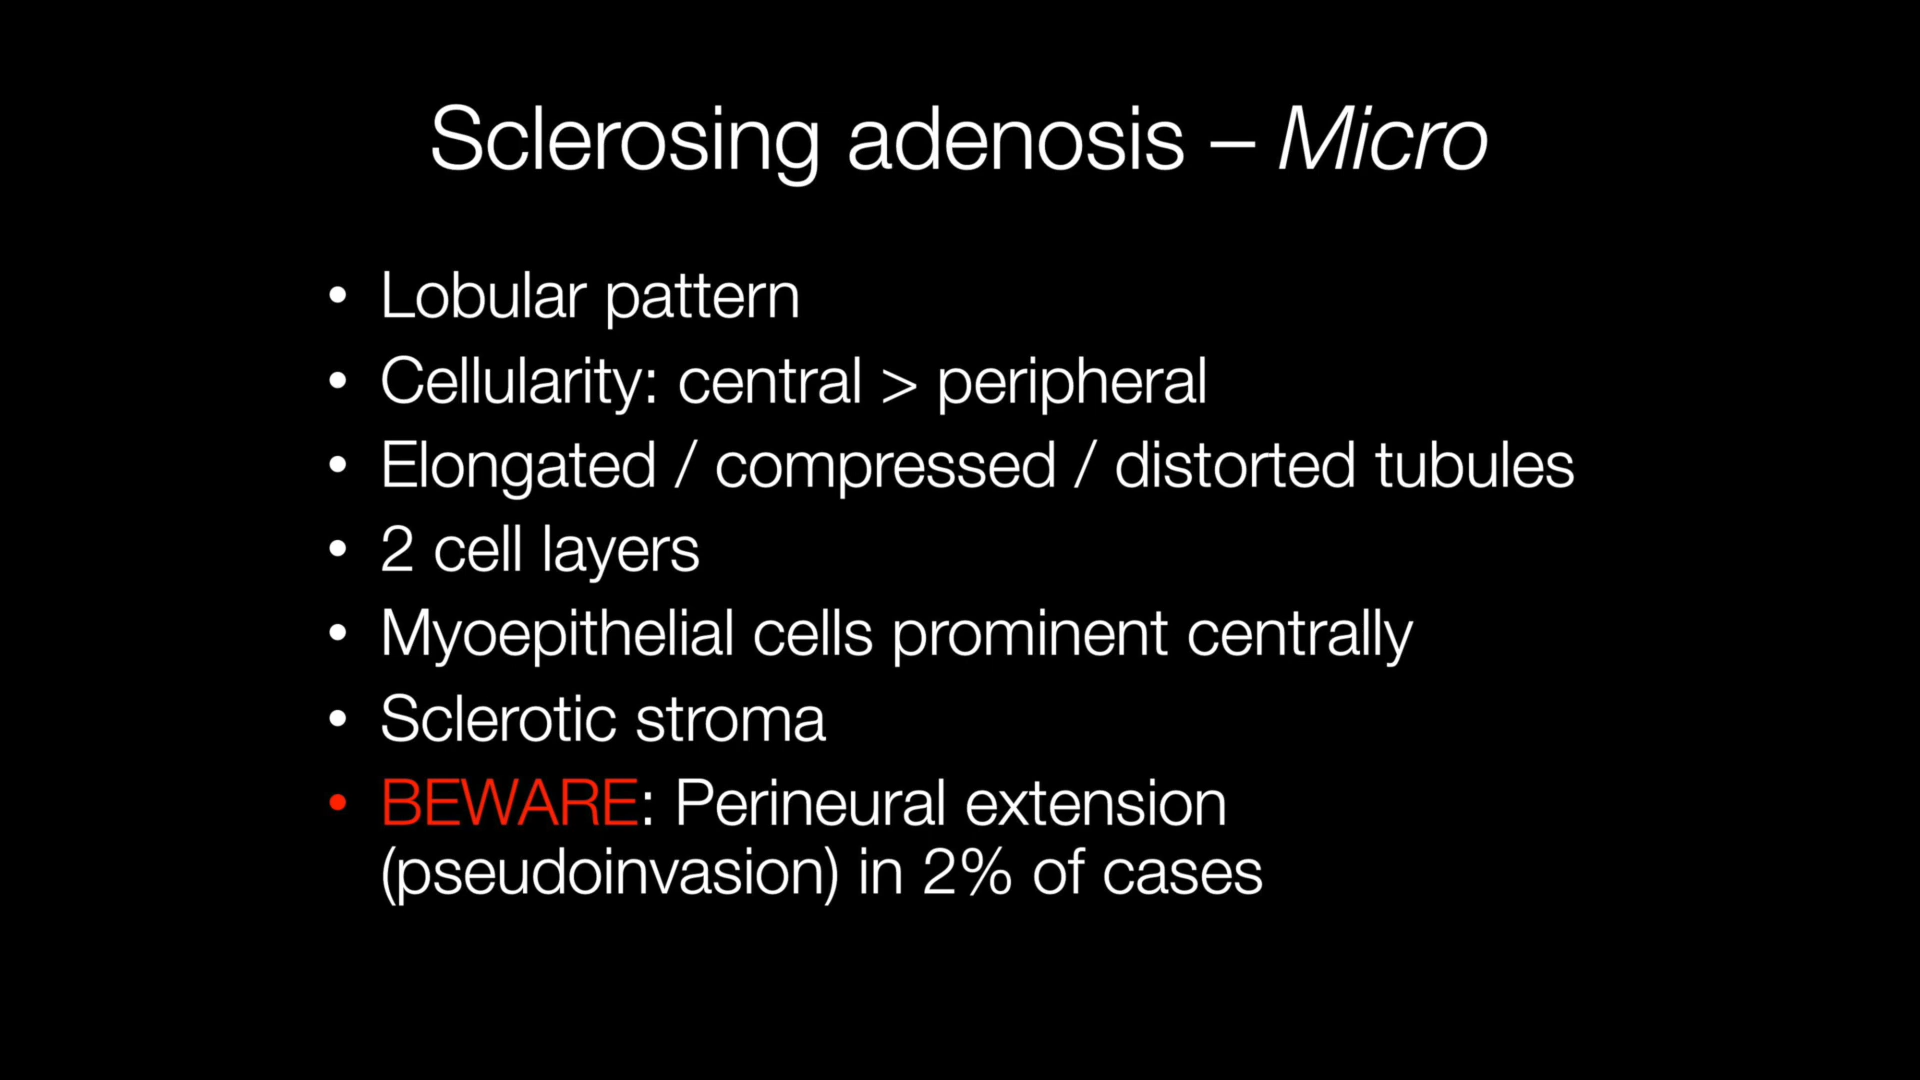 Sclerosing adenosis – Micro
• Lobular pattern
• Cellularity: central > peripheral
• Elongated / compressed / distorted tubules
• 2 cell layers
• Myoepithelial cells prominent centrally
• Sclerotic stroma
• BEWARE: Perineural extension
(pseudoinvasion) in 2% of cases